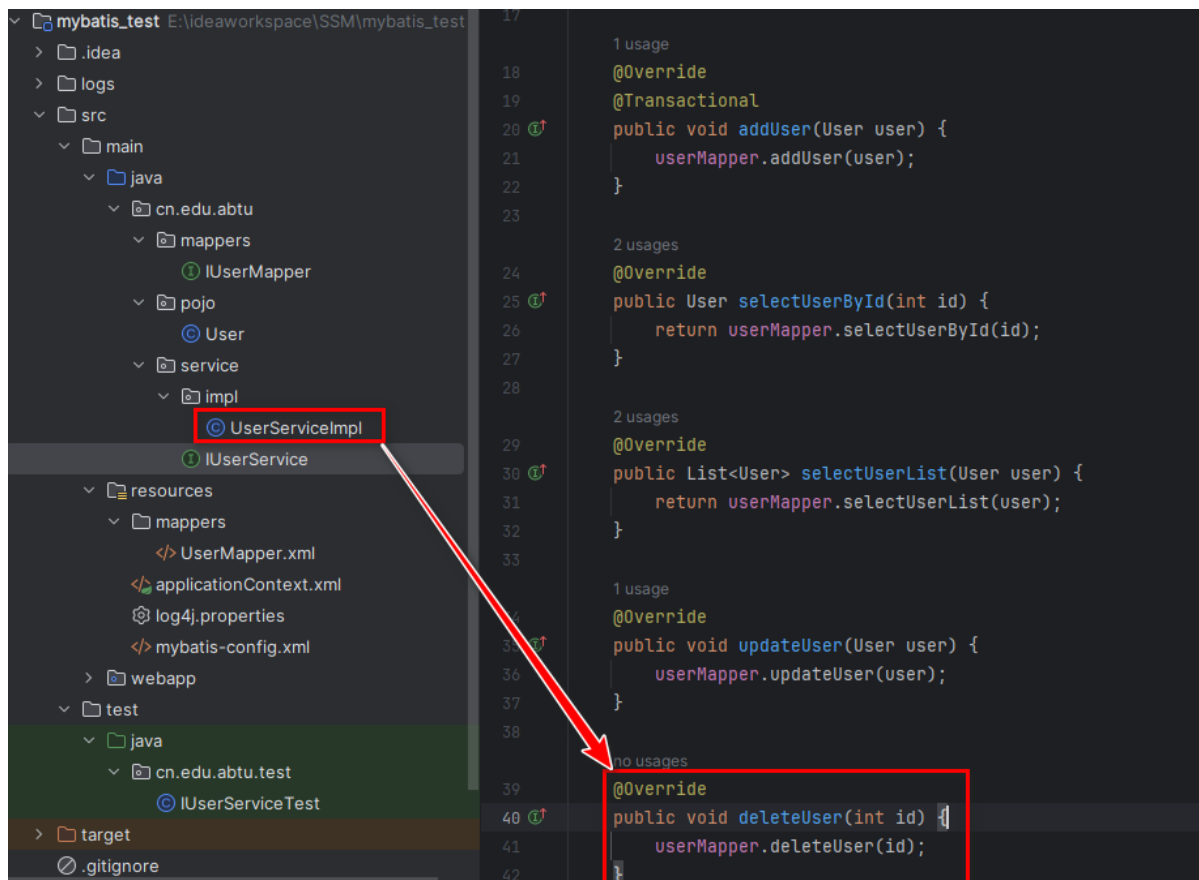 mybatis_test E:\ideaworkspace\SSM\mybatis_test
.idea
logs
src
main
java
cn.edu.abtu
mappers
IUserMapper
pojo
User
service
impl
UserServiceImpl
IUserService
resources
mappers
UserMapper.xml
applicationContext.xml
log4j.properties
mybatis-config.xml
webapp
test
java
cn.edu.abtu.test
IUserServiceTest
target
.gitignore
17
1 usage
18 @Override
19 @Transactional
20 public void addUser(User user) {
21 userMapper.addUser(user);
22 }
23
2 usages
24 @Override
25 public User selectUserById(int id) {
26 return userMapper.selectUserById(id);
27 }
28
2 usages
29 @Override
30 public List<User> selectUserList(User user) {
31 return userMapper.selectUserList(user);
32 }
33
1 usage
@Override
35 public void updateUser(User user) {
36 userMapper.updateUser(user);
37 }
38
no usages
39 @Override
40 public void deleteUser(int id) {
41 userMapper.deleteUser(id);
42 }